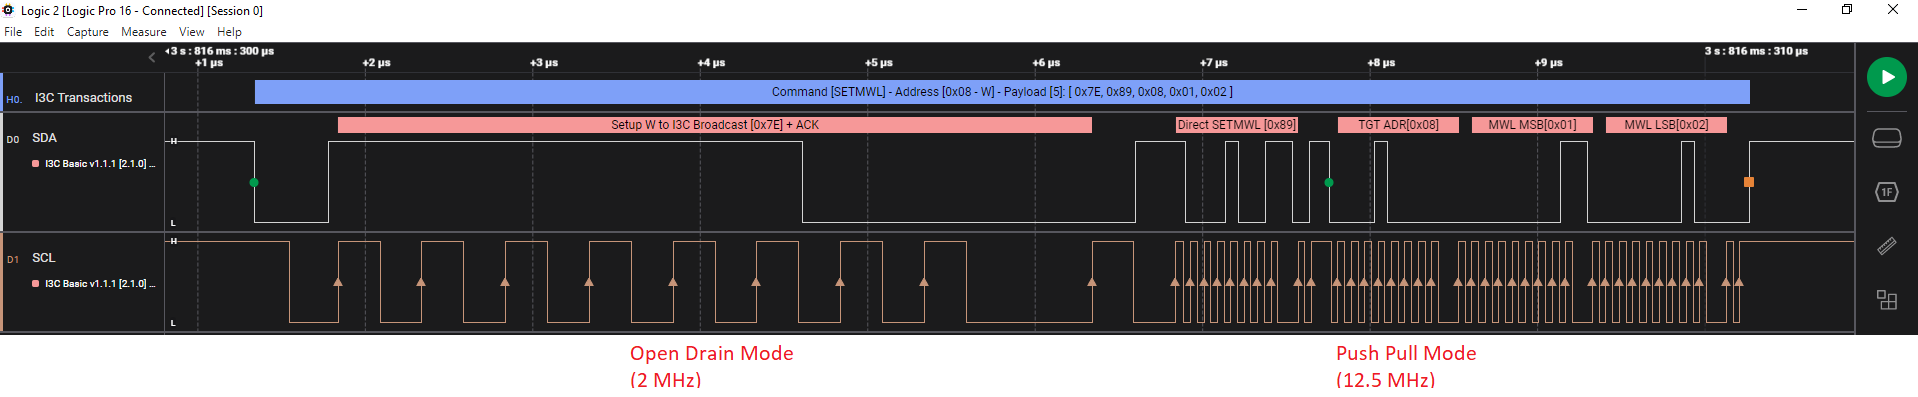 Logic 2 [Logic Pro 16 - Connected] [Session 0]
File Edit Capture Measure View Help
3 s : 816 ms : 300 µs 3 s : 816 ms : 310 µs
+1 µs +2 µs +3 µs +4 µs +5 µs +6 µs +7 µs +8 µs +9 µs
H0. I3C Transactions Command [SETMWL] - Address [0x08 - W] - Payload [5]: [ 0x7E, 0x89, 0x08, 0x01, 0x02 ]
Setup W to I3C Broadcast [0x7E] + ACK Direct SETMWL [0x89] TGT ADR[0x08] MWL MSB[0x01] MWL LSB[0x02]
D0 SDA H
I3C Basic v1.1.1 [2.1.0] ...
1F
L
H
D1 SCL
I3C Basic v1.1.1 [2.1.0] ...
L
Open Drain Mode Push Pull Mode
(2 MHz) (12.5 MHz)